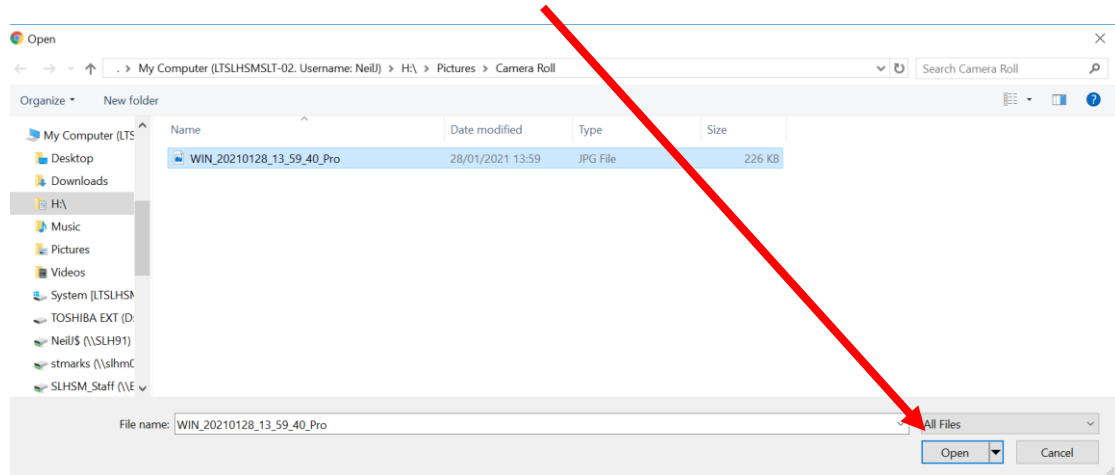 Open
. > My Computer (LTSLHSMSLT-02. Username: NeilJ) > H:\ > Pictures > Camera Roll
Search Camera Roll
Organize
New folder
Name
Date modified
Type
Size
My Computer (LTS
WIN_20210128_13_59_40_Pro
28/01/2021 13:59
JPG File
226 KB
Desktop
Downloads
H:\
Music
Pictures
Videos
System [LTSLHSM
TOSHIBA EXT (D:
NeilJ$ (\\SLH91)
stmarks (\\slhm0
SLHSM_Staff (\\E
File name:
WIN_20210128_13_59_40_Pro
All Files
Open
Cancel